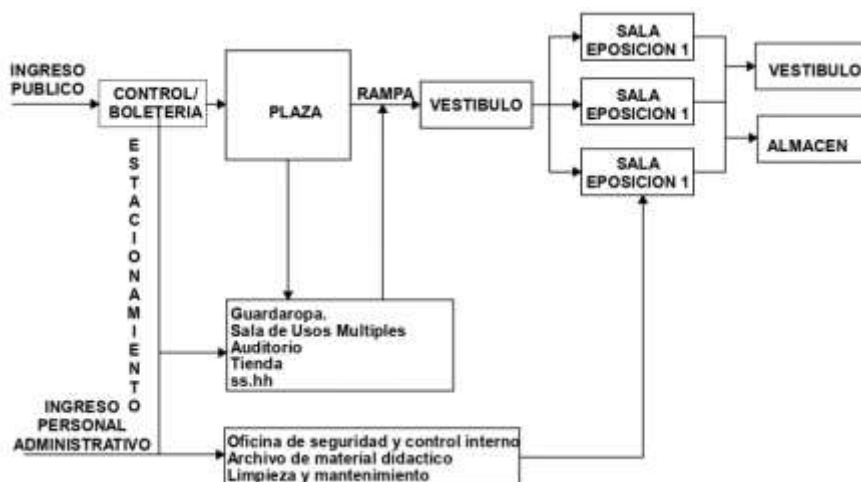 INGRESO
PUBLICO
CONTROL/
BOLETERIA
PLAZA
RAMPA
VESTIBULO
SALA
EPOSICION 1
SALA
EPOSICION 1
SALA
EPOSICION 1
VESTIBULO
ALMACEN
ESTACIONAMIENTO
Guardaropa.
Sala de Usos Multiples
Auditorio
Tienda
ss.hh
INGRESO
PERSONAL
ADMINISTRATIVO
Oficina de seguridad y control interno
Archivo de material didactico
Limpieza y mantenimiento